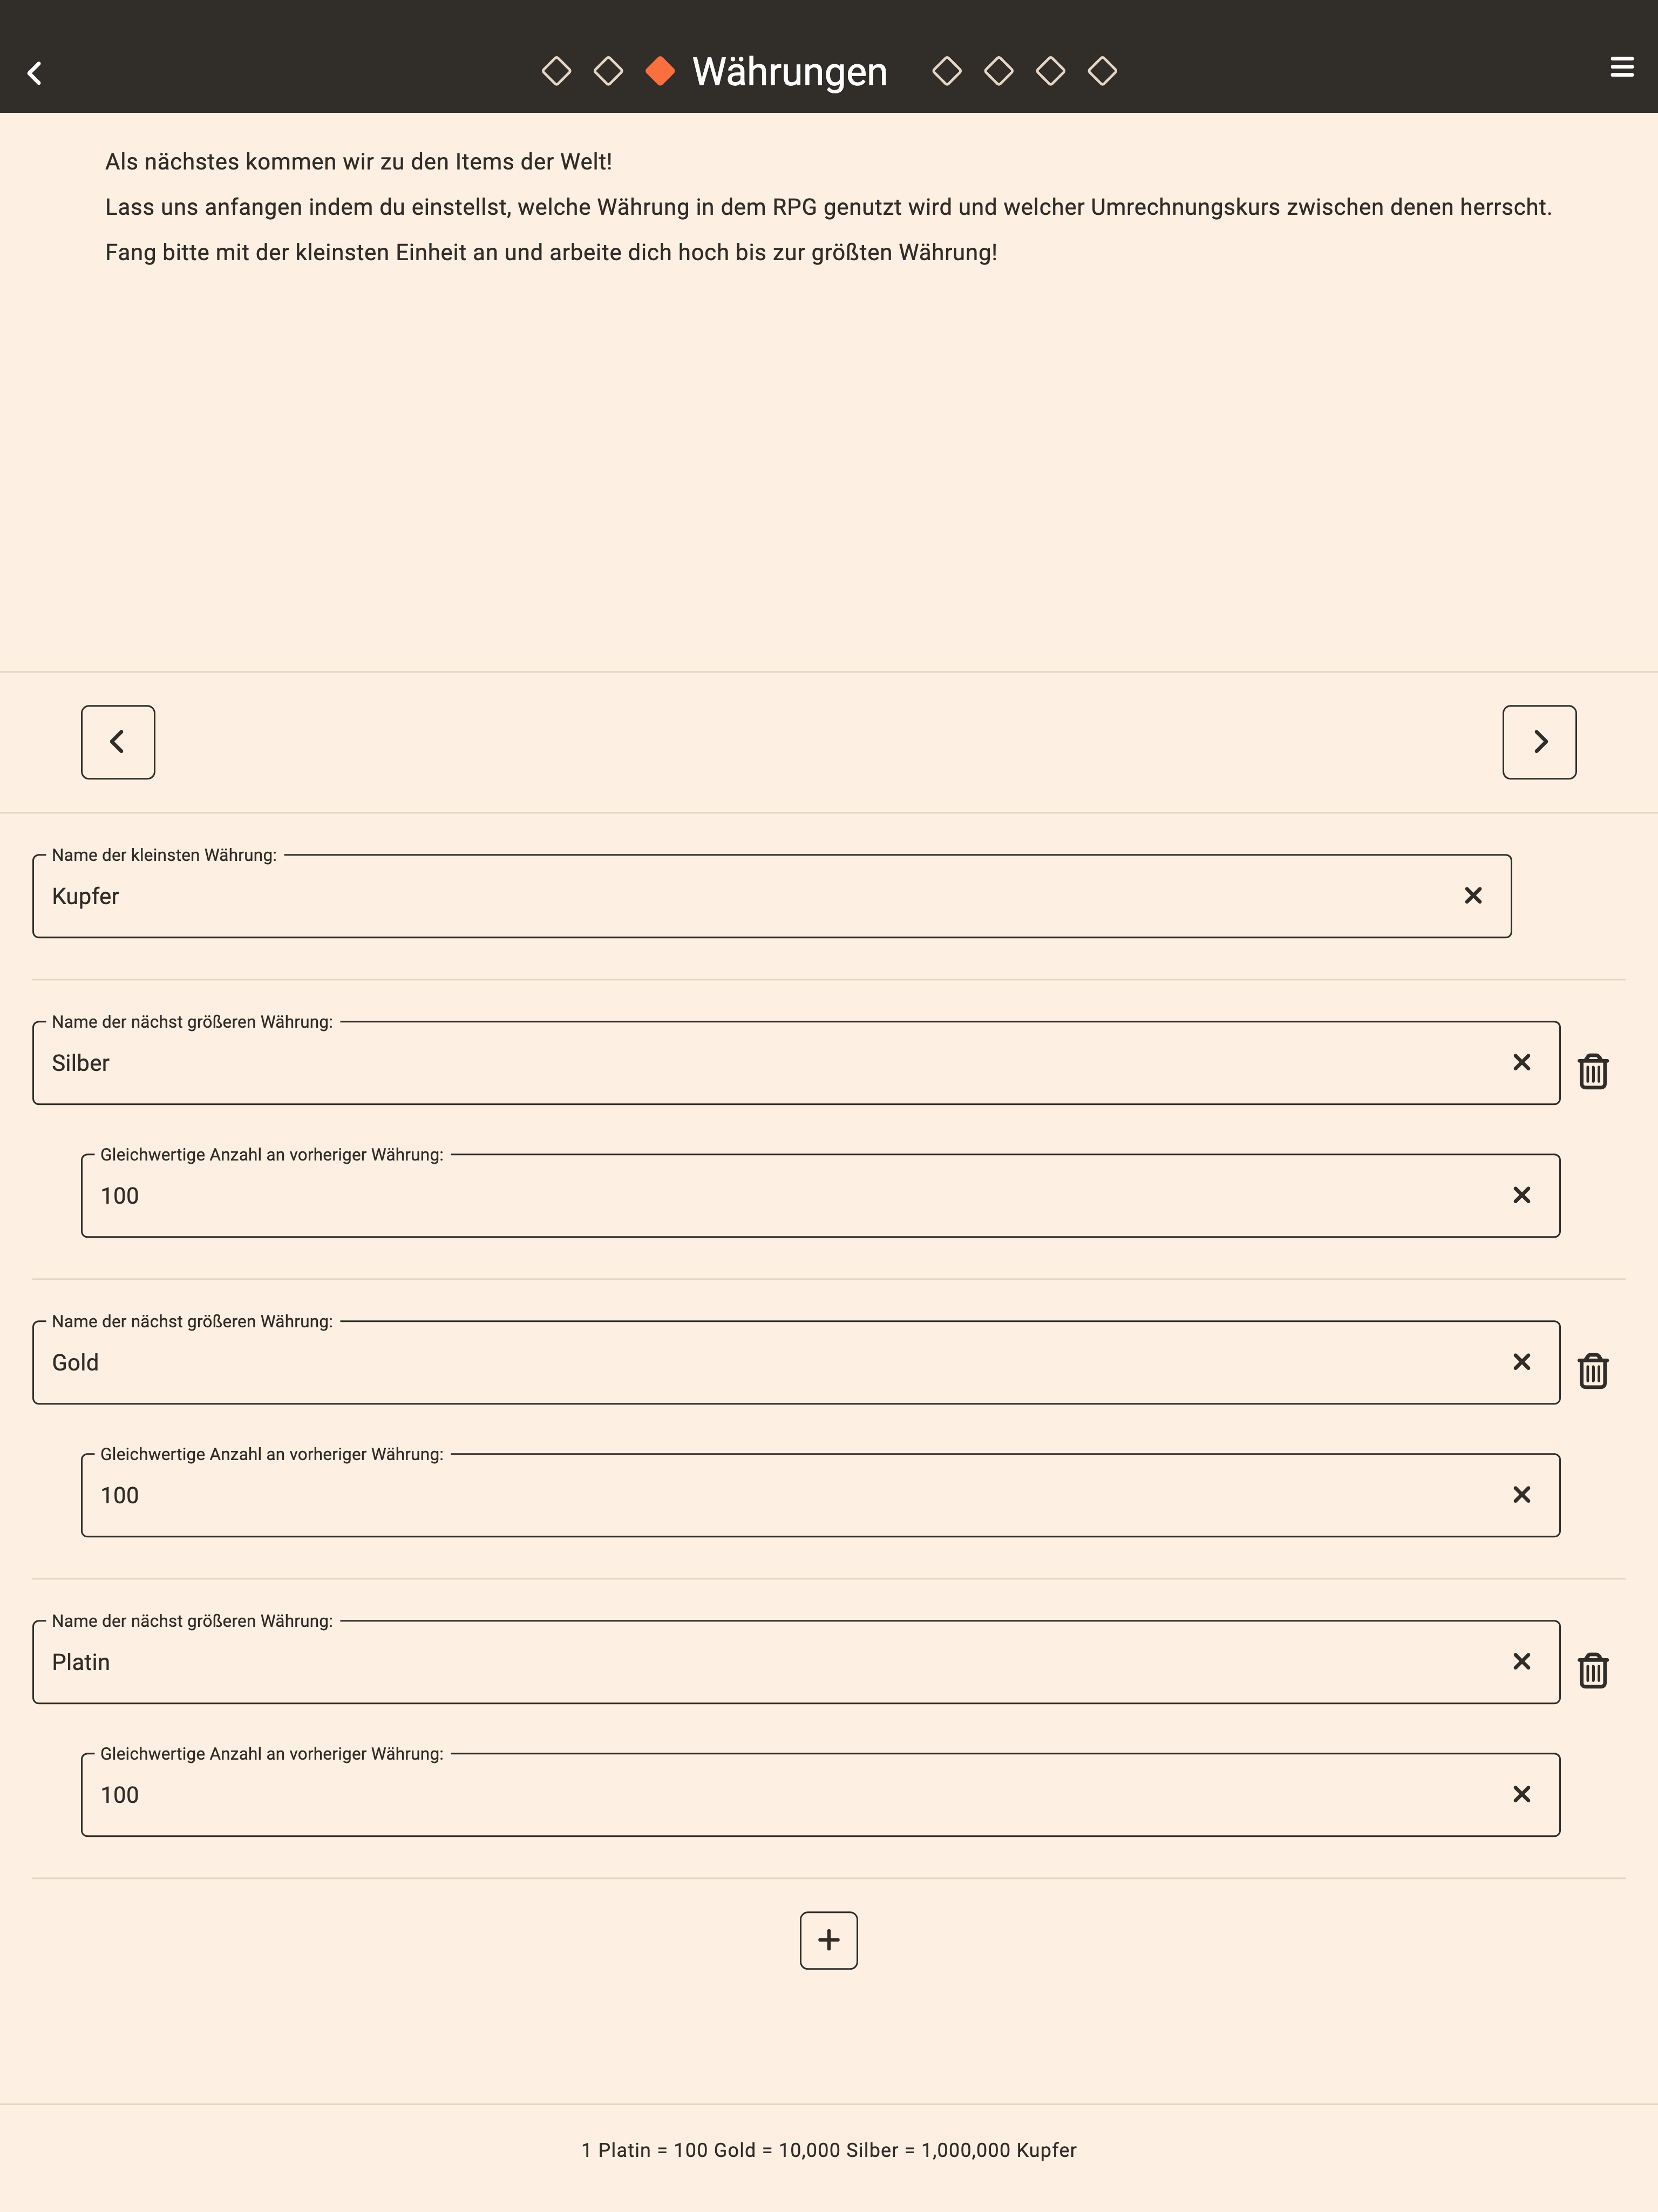 Währungen
Als nächstes kommen wir zu den Items der Welt!
Lass uns anfangen indem du einstellst, welche Währung in dem RPG genutzt wird und welcher Umrechnungskurs zwischen denen herrscht.
Fang bitte mit der kleinsten Einheit an und arbeite dich hoch bis zur größten Währung!
Name der kleinsten Währung:
Kupfer
Name der nächst größeren Währung:
Silber
Gleichwertige Anzahl an vorheriger Währung:
100
Name der nächst größeren Währung:
Gold
Gleichwertige Anzahl an vorheriger Währung:
100
Name der nächst größeren Währung:
Platin
Gleichwertige Anzahl an vorheriger Währung:
100
1 Platin = 100 Gold = 10,000 Silber = 1,000,000 Kupfer